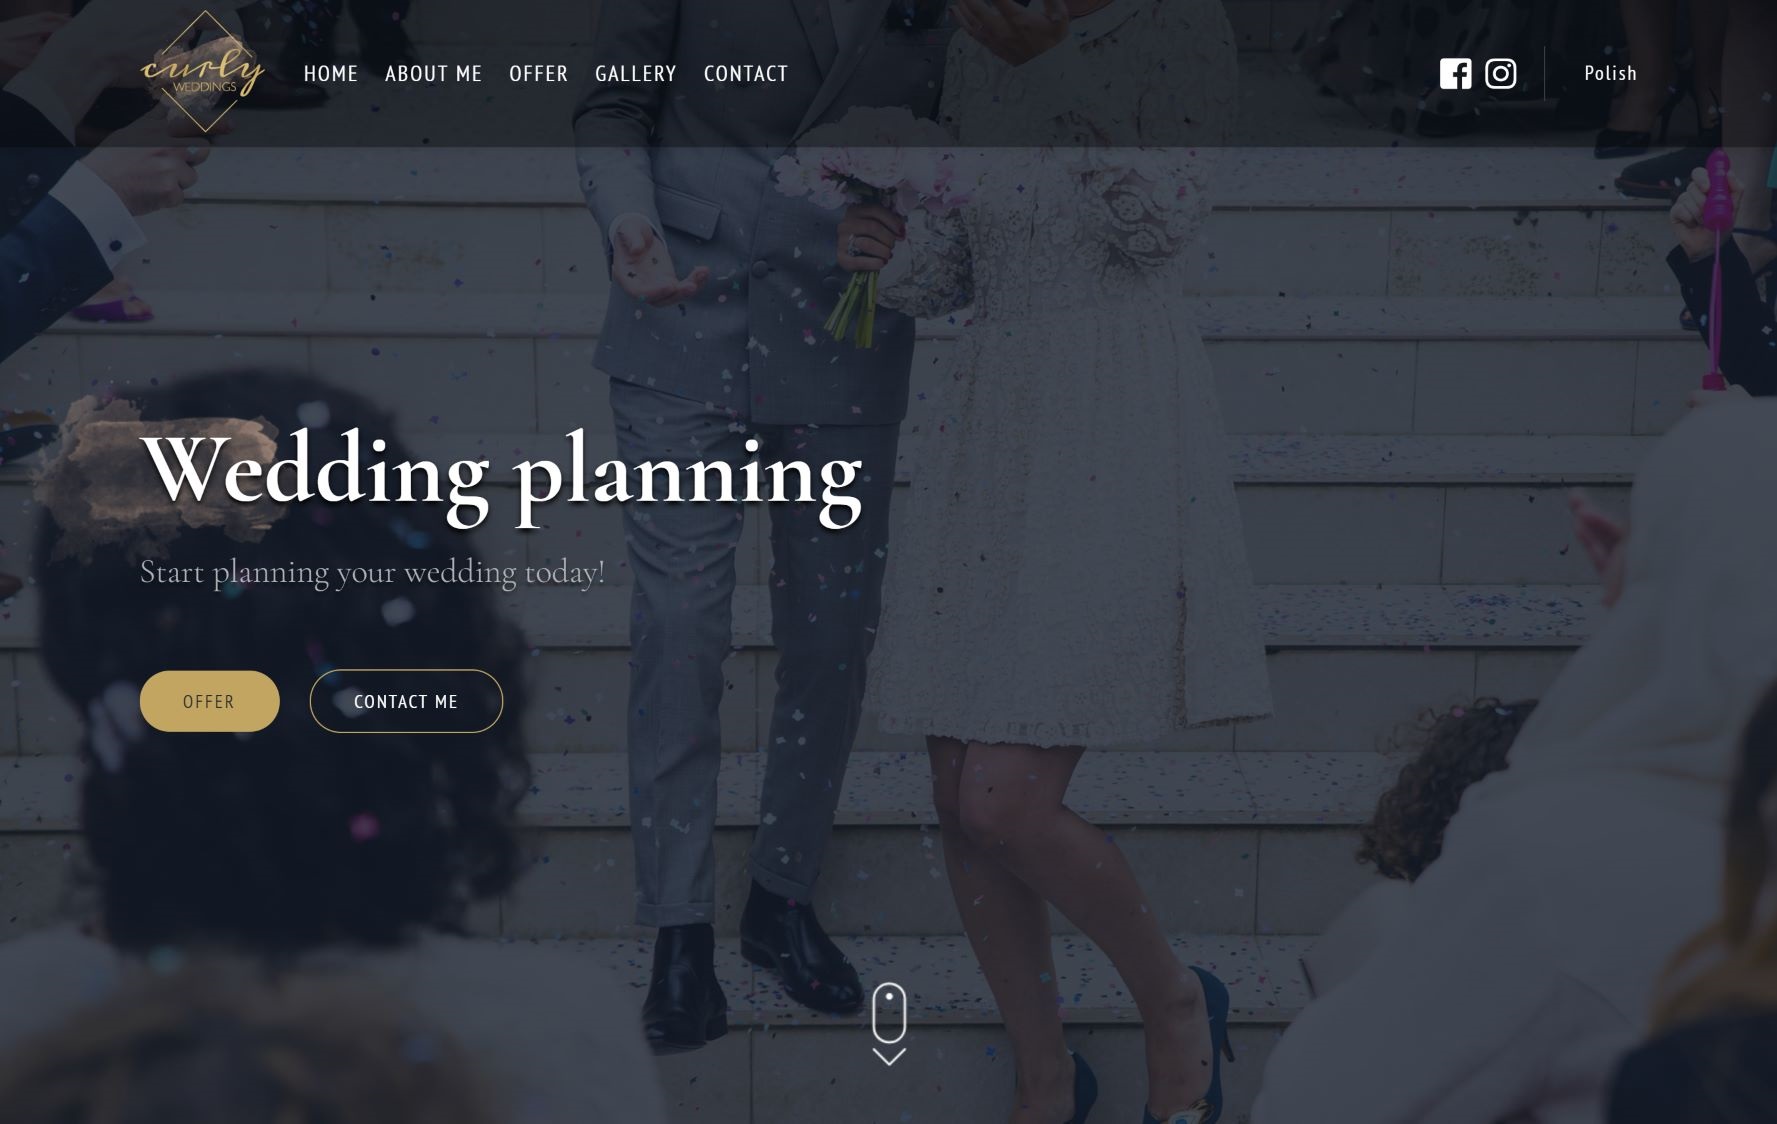 curly
WEDDINGS
HOME ABOUT ME OFFER GALLERY CONTACT
Polish
Wedding planning
Start planning your wedding today!
OFFER CONTACT ME